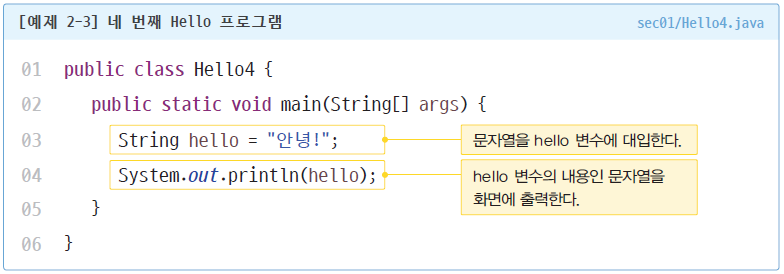 [예제 2-3] 네 번째 Hello 프로그램
sec01/Hello4.java
01 public class Hello4 {
02 public static void main(String[] args) {
03 String hello = "안녕!";
문자열을 hello 변수에 대입한다.
04 System.out.println(hello);
hello 변수의 내용인 문자열을
화면에 출력한다.
05 }
06 }